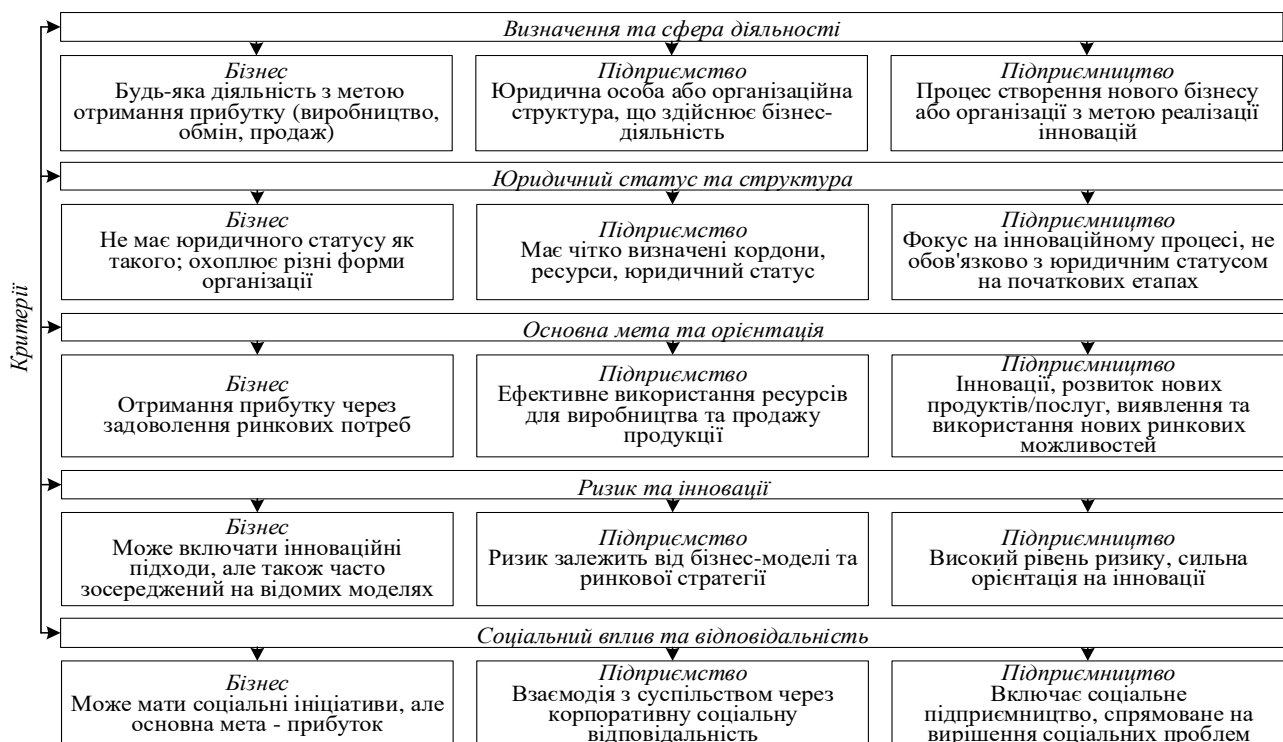 Критерії
Визначення та сфера діяльності
Бізнес
Будь-яка діяльність з метою
отримання прибутку (виробництво,
обмін, продаж)
Підприємство
Юридична особа або організаційна
структура, що здійснює бізнес-
діяльність
Підприємництво
Процес створення нового бізнесу
або організації з метою реалізації
інновацій
Юридичний статус та структура
Бізнес
Не має юридичного статусу як
такого; охоплює різні форми
організації
Підприємство
Має чітко визначені кордони,
ресурси, юридичний статус
Підприємництво
Фокус на інноваційному процесі, не
обов'язково з юридичним статусом
на початкових етапах
Основна мета та орієнтація
Бізнес
Отримання прибутку через
задоволення ринкових потреб
Підприємство
Ефективне використання ресурсів
для виробництва та продажу
продукції
Підприємництво
Інновації, розвиток нових
продуктів/послуг, виявлення та
використання нових ринкових
можливостей
Ризик та інновації
Бізнес
Може включати інноваційні
підходи, але також часто
зосереджений на відомих моделях
Підприємство
Ризик залежить від бізнес-моделі та
ринкової стратегії
Підприємництво
Високий рівень ризику, сильна
орієнтація на інновації
Соціальний вплив та відповідальність
Бізнес
Може мати соціальні ініціативи, але
основна мета - прибуток
Підприємство
Взаємодія з суспільством через
корпоративну соціальну
відповідальність
Підприємництво
Включає соціальне
підприємництво, спрямоване на
вирішення соціальних проблем